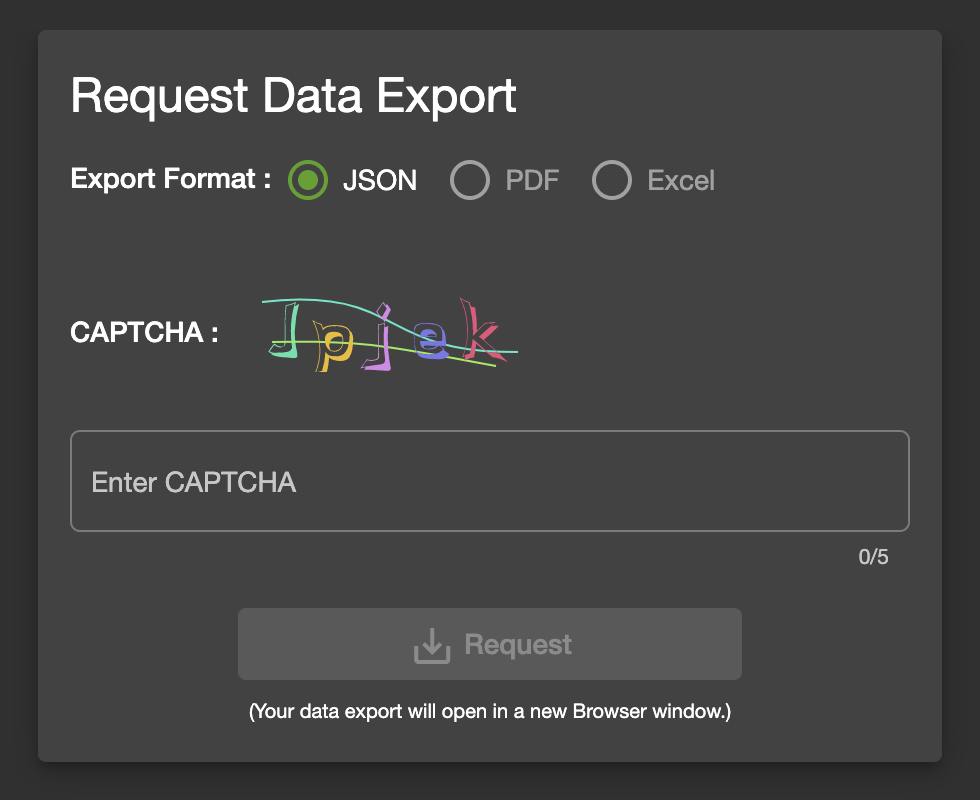 Request Data Export
Export Format : JSON PDF Excel
CAPTCHA :
Enter CAPTCHA
0/5
Request
(Your data export will open in a new Browser window.)